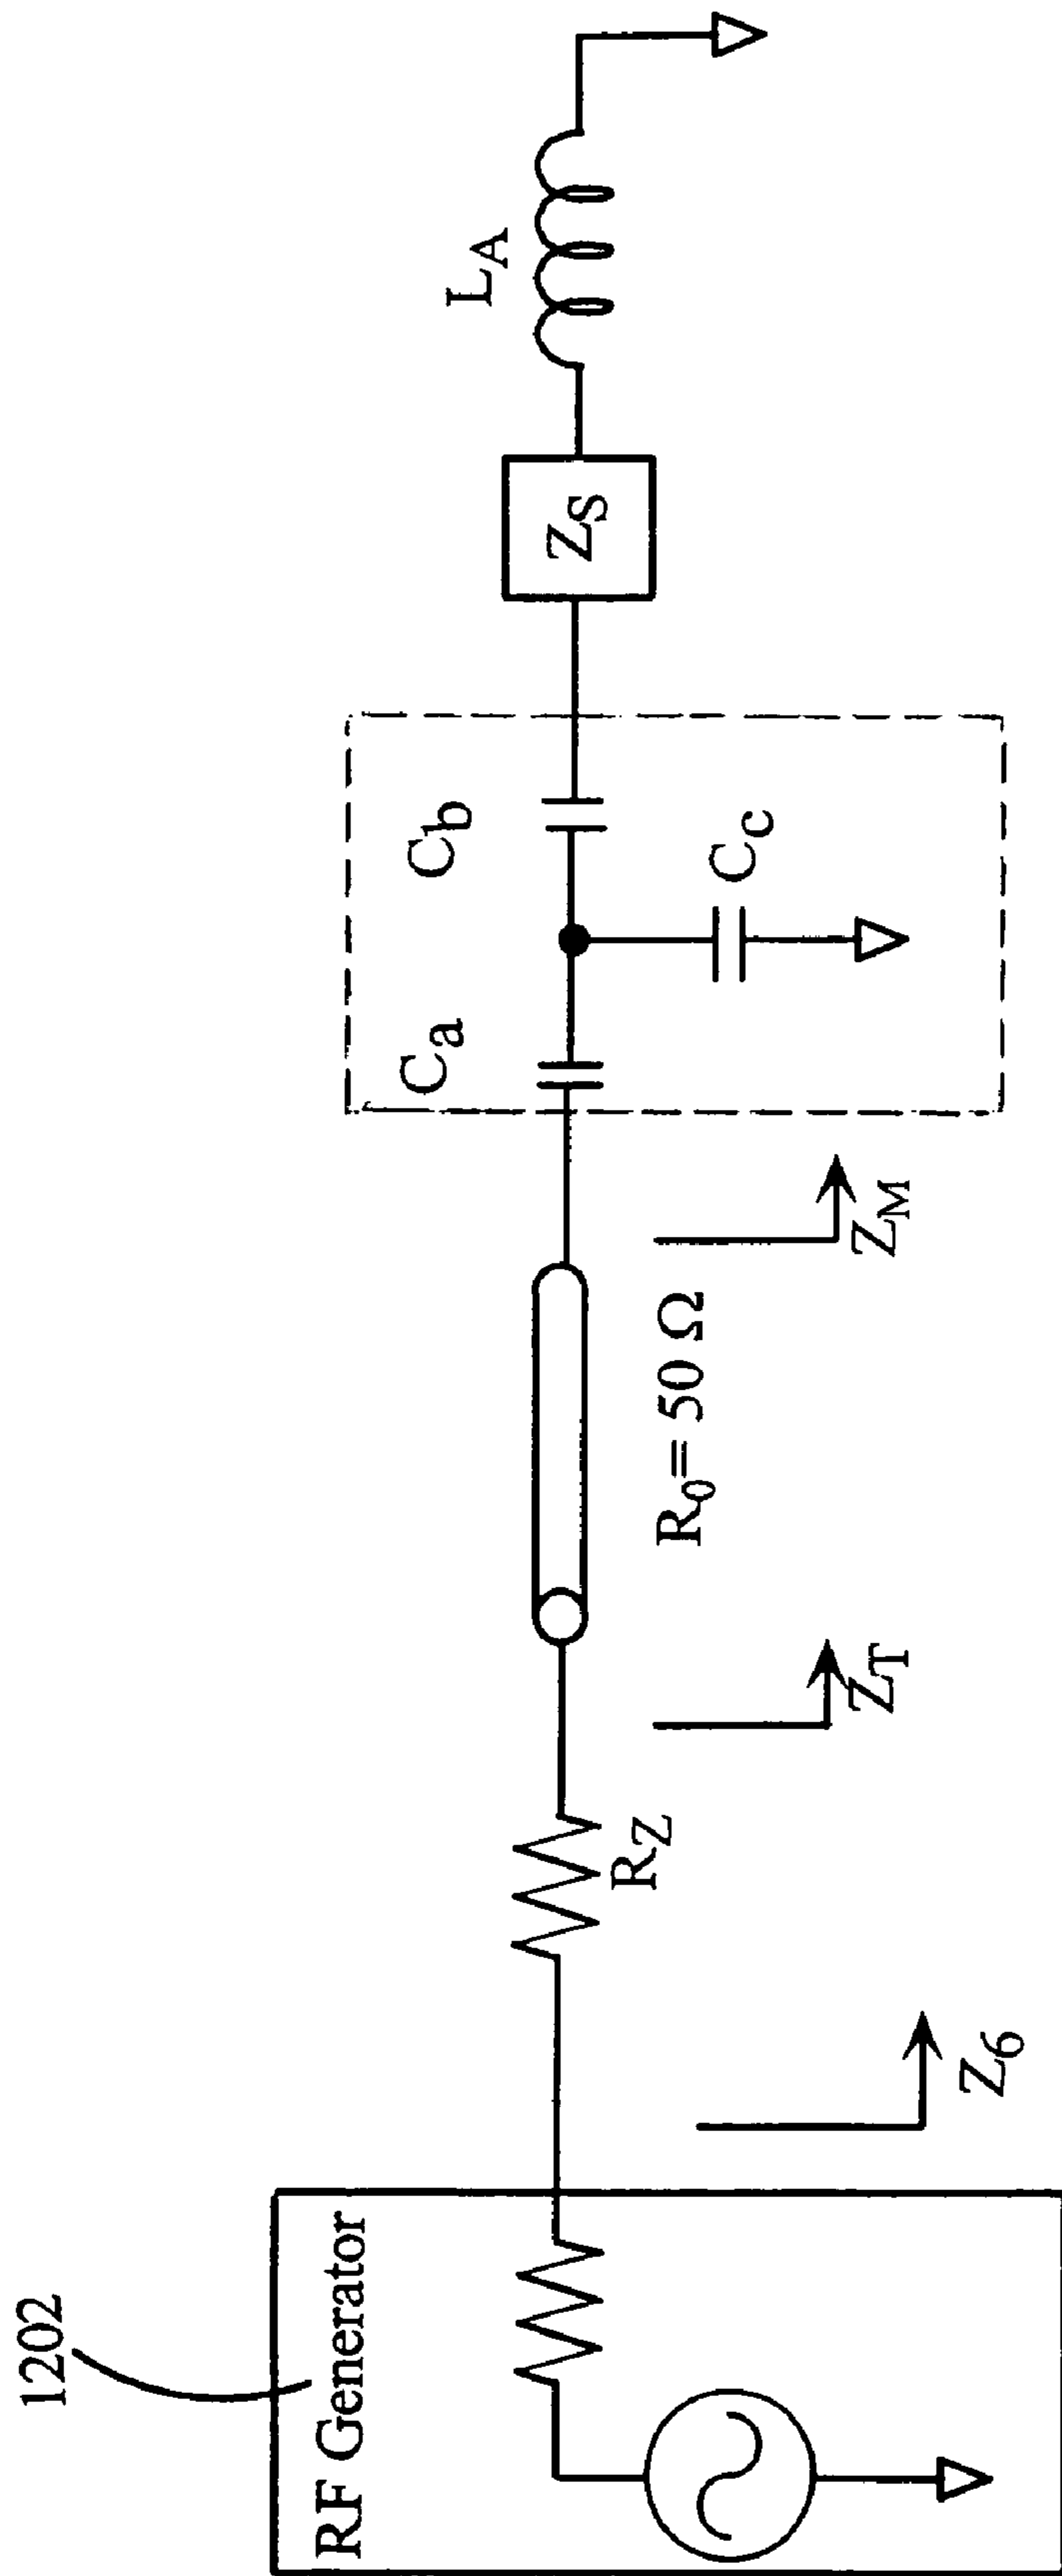 1202
RF Generator
Z6
RZ
ZT
R0= 50 Ω
ZM
Ca
Cb
Cc
ZS
LA